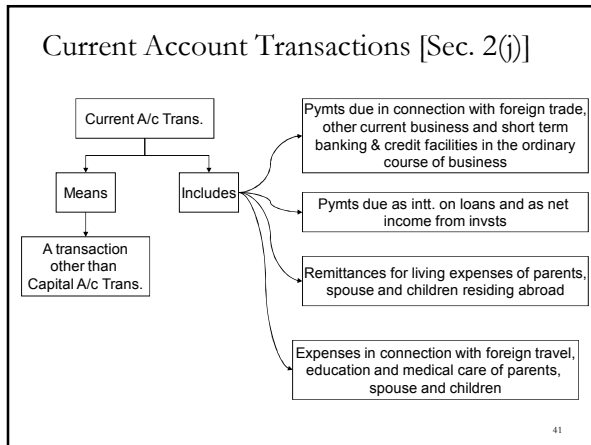 Current Account Transactions [Sec. 2(j)]
Current A/c Trans.
Means
Includes
A transaction
other than
Capital A/c Trans.
Pymts due in connection with foreign trade,
other current business and short term
banking & credit facilities in the ordinary
course of business
Pymts due as intt. on loans and as net
income from invsts
Remittances for living expenses of parents,
spouse and children residing abroad
Expenses in connection with foreign travel,
education and medical care of parents,
spouse and children
41